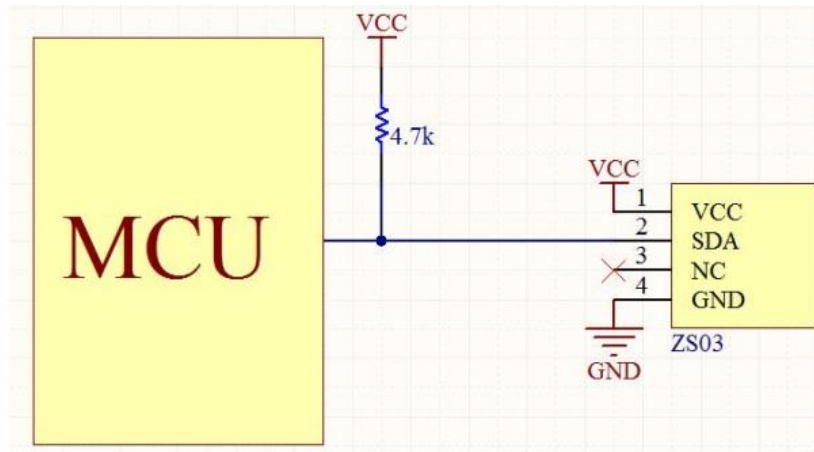 VCC
4.7k
MCU
VCC
1 VCC
2 SDA
3 NC
4 GND
ZS03
GND